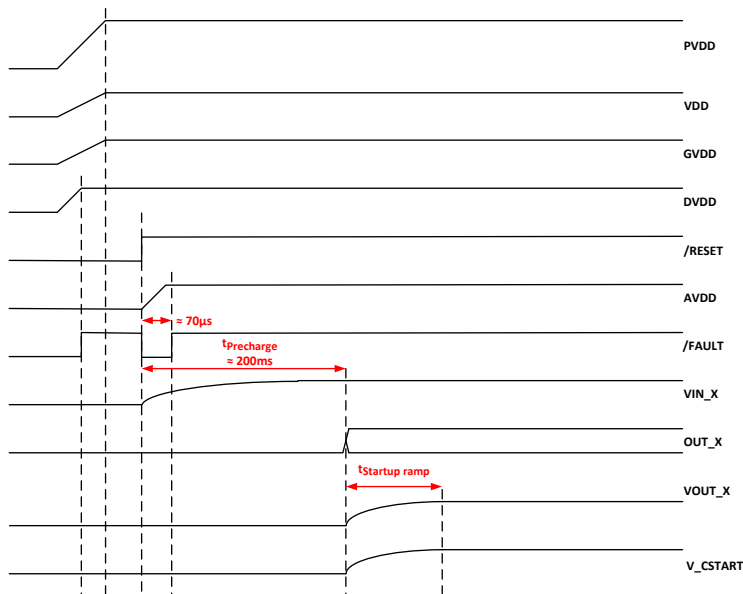 PVDD
VDD
GVDD
DVDD
/RESET
AVDD
≈ 70µs
/FAULT
tPrecharge
≈ 200ms
VIN_X
OUT_X
tStartup ramp
VOUT_X
V_CSTART